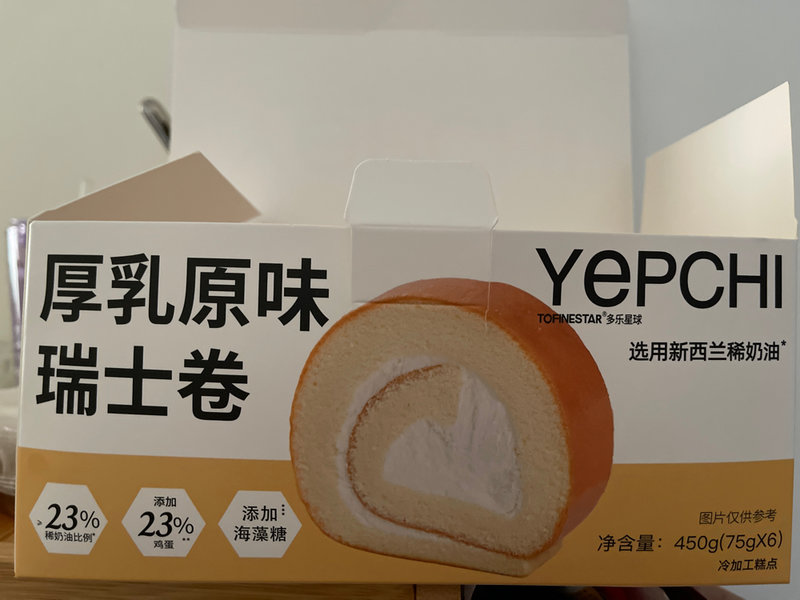 厚乳原味
瑞士卷
YePCHI
TOFINESTAR®多乐星球
选用新西兰稀奶油*
≥23%
稀奶油比例*
添加
23%
鸡蛋**
添加***
海藻糖
图片仅供参考
净含量：450g(75gX6)
冷加工糕点